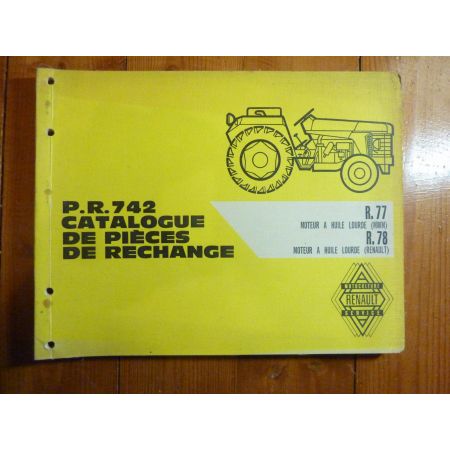 P.R.742
CATALOGUE
DE PIÈCES
DE RECHANGE
R.77
MOTEUR A HUILE LOURDE (MWM)
R.78
MOTEUR A HUILE LOURDE (RENAULT)
MOTOCULTURE
RENAULT
SERVICE